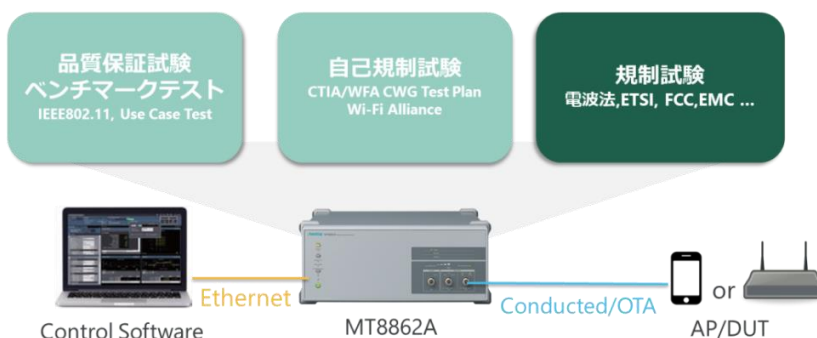 品質保証試験
ベンチマークテスト
IEEE802.11, Use Case Test
自己規制試験
CTIA/WFA CWG Test Plan
Wi-Fi Alliance
規制試験
電波法,ETSI, FCC,EMC ...
Ethernet
Conducted/OTA
or
Control Software
MT8862A
AP/DUT